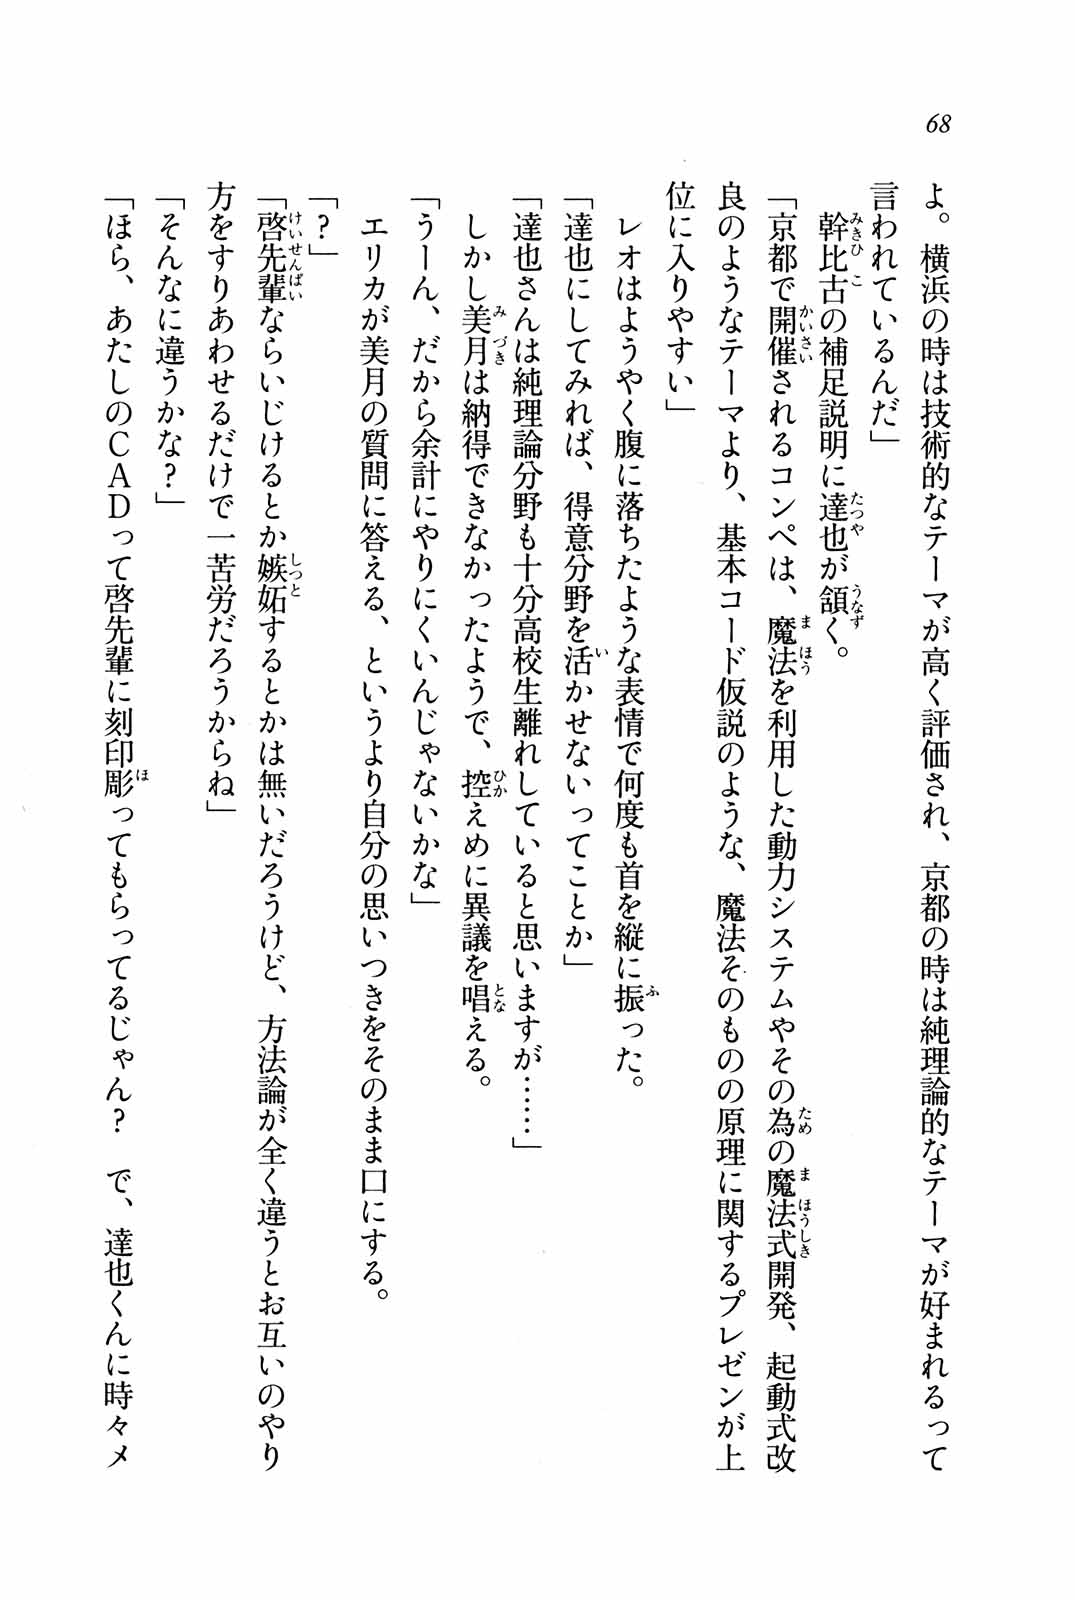 68
よ。横浜の時は技術的なテーマが高く評価され、京都の時は純理論的なテーマが好まれるって
言われているんだ」
幹比古の補足説明に達也が頷く。
「京都で開催されるコンペは、魔法を利用した動力システムやその為の魔法式開発、起動式改
良のようなテーマより、基本コード仮説のような、魔法そのものの原理に関するプレゼンが上
位に入りやすい」
レオはようやく腹に落ちたような表情で何度も首を縦に振った。
「達也にしてみれば、得意分野を活かせないってことか」
「達也さんは純理論分野も十分高校生離れしていると思いますが……」
しかし美月は納得できなかったようで、控えめに異議を唱える。
「うーん、だから余計にやりにくいんじゃないかな」
エリカが美月の質問に答える、というより自分の思いつきをそのまま口にする。
「?」
「啓先輩ならいじけるとか嫉妬するとかは無いだろうけど、方法論が全く違うとお互いのやり
方をすりあわせるだけで一苦労だろうからね」
「そんなに違うかな?」
「ほら、あたしのCADって啓先輩に刻印彫ってもらってるじゃん? で、達也くんに時々メ